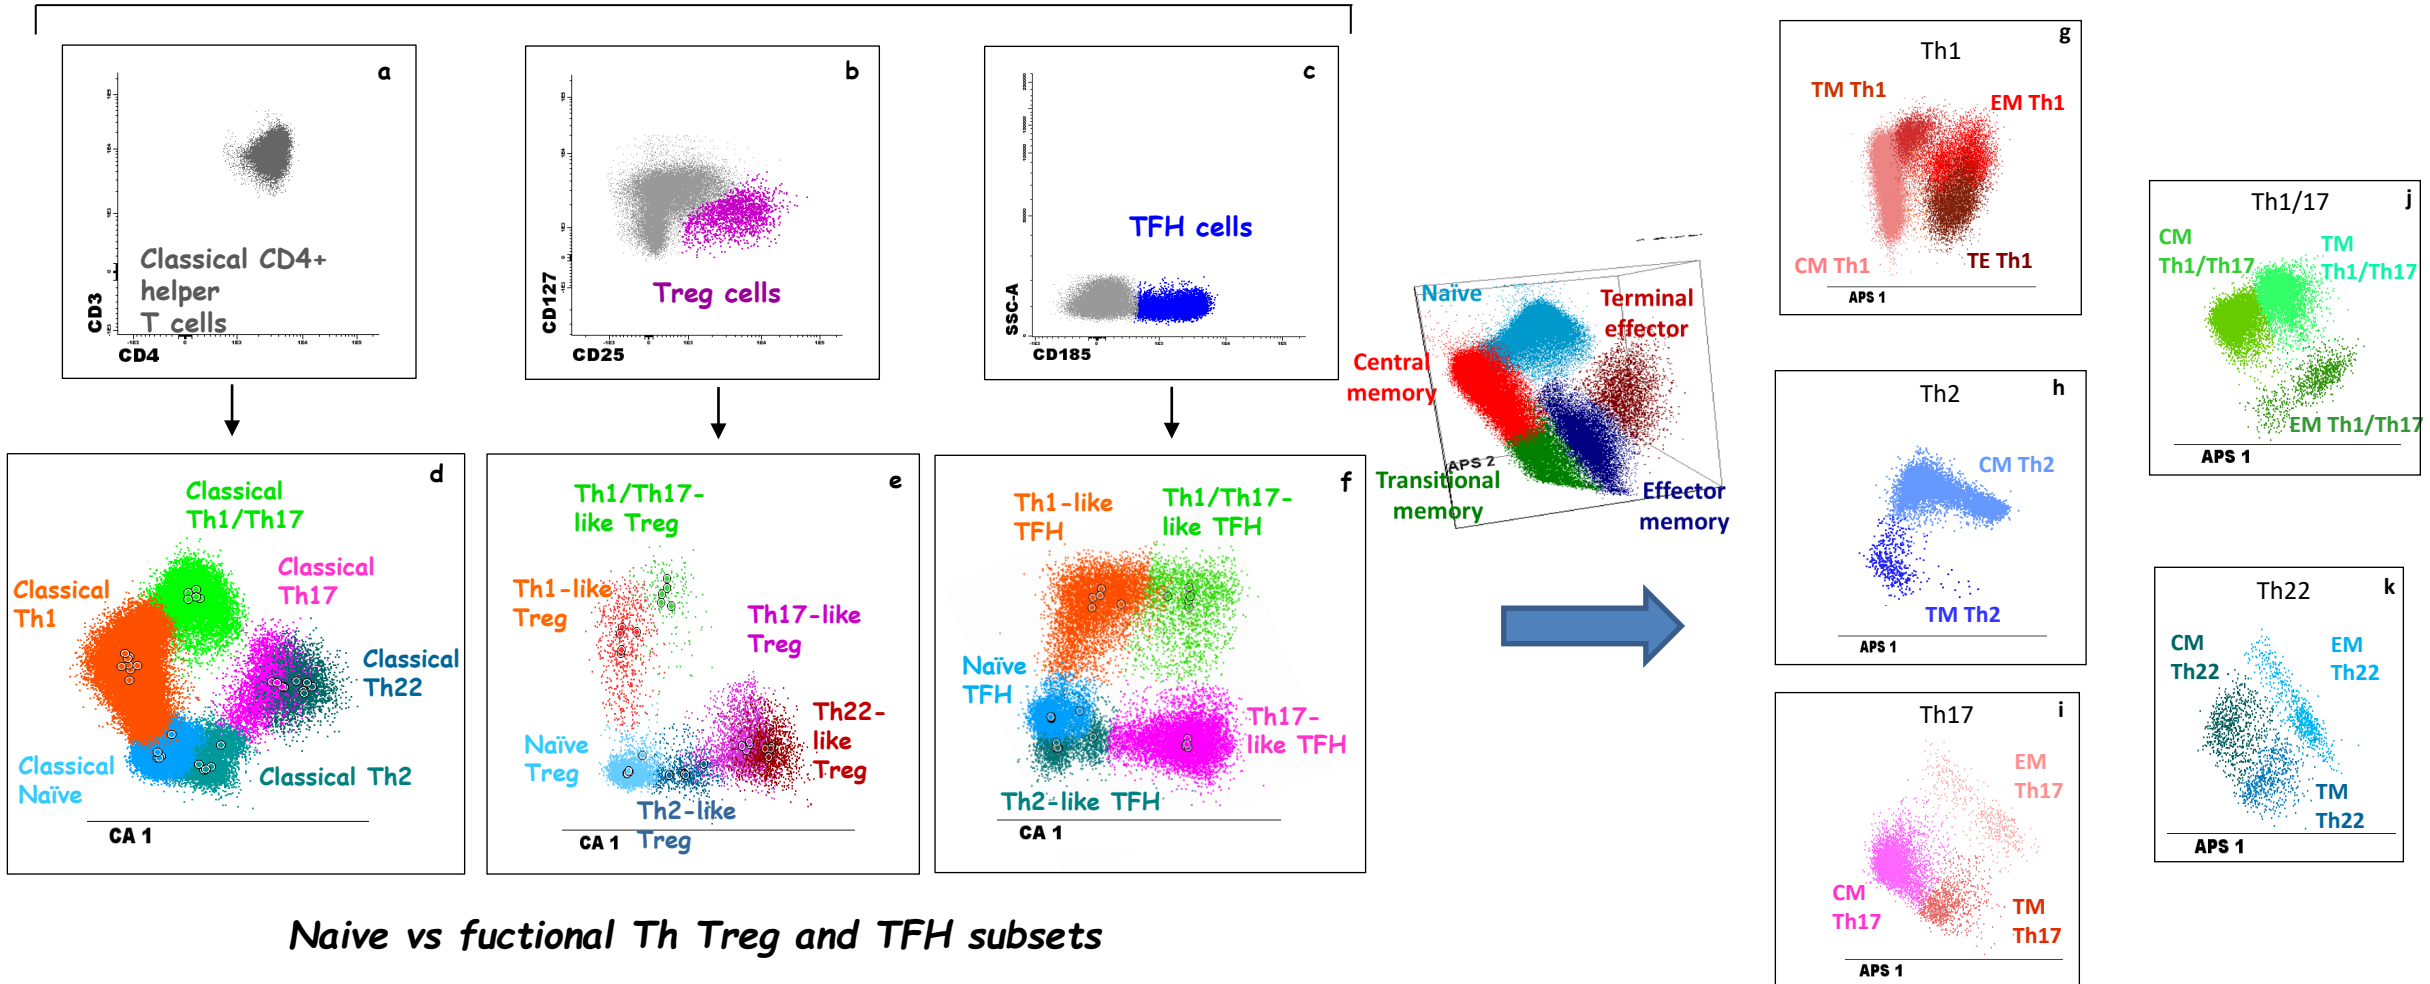 a
Classical CD4+
helper
T cells
CD3
CD4
b
Treg cells
CD127
CD25
c
TFH cells
SSC-A
CD185
d
Classical
Th1/Th17
Classical
Th17
Classical
Th1
Classical
Th22
Classical
Naïve
Classical Th2
CA 1
e
Th1/Th17-
like Treg
Th1-like
Treg
Th17-like
Treg
Th22-
like
Treg
Naïve
Treg
Th2-like
Treg
CA 1
f
Th1-like
TFH
Th1/Th17-
like TFH
Naïve
TFH
Th17-
like TFH
Th2-like TFH
CA 1
Naive vs fuctional Th Treg and TFH subsets
Naïve
Terminal
effector
Central
memory
APS 2
Transitional
memory
Effector
memory
g
Th1
TM Th1
EM Th1
CM Th1
TE Th1
APS 1
h
Th2
CM Th2
TM Th2
APS 1
i
Th17
EM
Th17
CM
Th17
TM
Th17
APS 1
j
Th1/17
CM
Th1/Th17
TM
Th1/Th17
EM Th1/Th17
APS 1
k
Th22
CM
Th22
EM
Th22
TM
Th22
APS 1